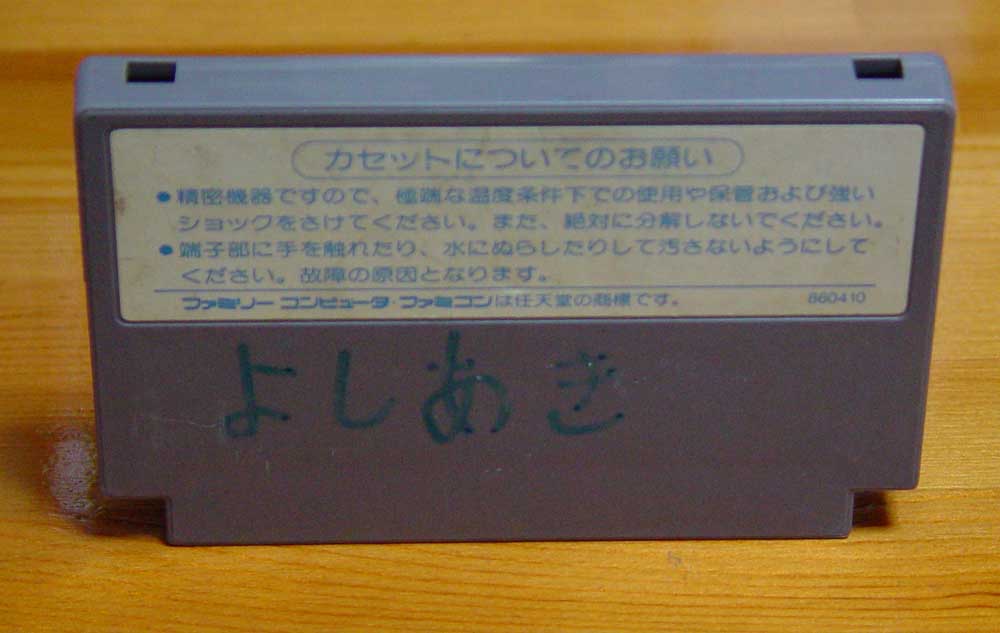 カセットについてのお願い
●精密機器ですので、極端な温度条件下での使用や保管および強い
ショックをさけてください。また、絶対に分解しないでください。
●端子部に手を触れたり、水にぬらしたりして汚さないようにして
ください。故障の原因となります。
ファミリーコンピュータ・ファミコンは任天堂の商標です。 860410
よしあき